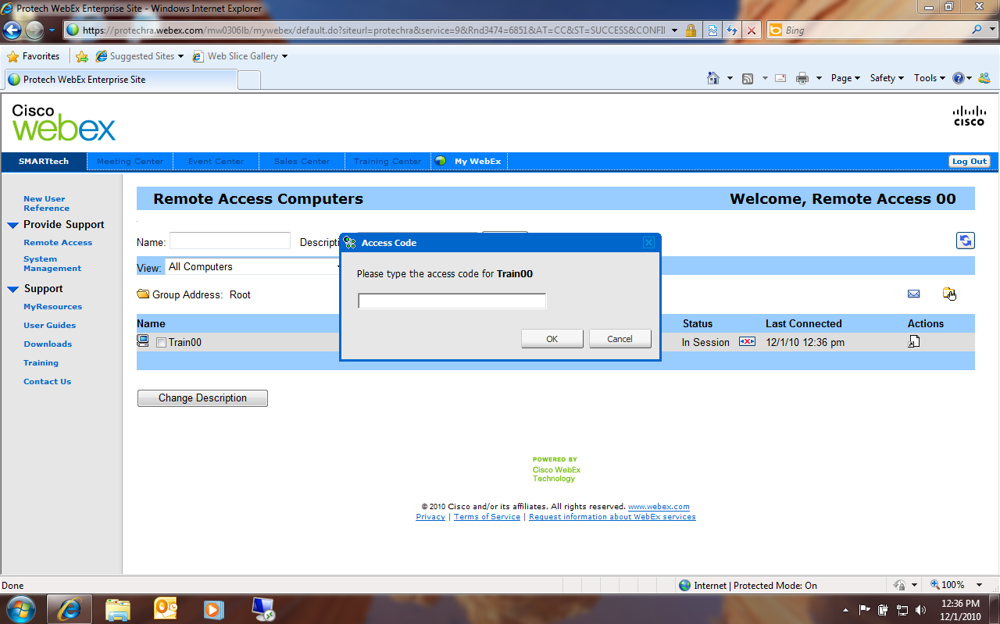 Protech WebEx Enterprise Site - Windows Internet Explorer
https://protechra.webex.com/mw0306lb/mywebex/default.do?siteurl=protechra&service=9&Rnd3474=6851&AT=CC&ST=SUCCESS&CONFI
Bing
Favorites
Suggested Sites
Web Slice Gallery
Protech WebEx Enterprise Site
Page
Safety
Tools
Cisco
webex
CISCO
SMARTtech
Meeting Center
Event Center
Sales Center
Training Center
My WebEx
Log Out
New User
Reference
Provide Support
Remote Access
System
Management
Support
MyResources
User Guides
Downloads
Training
Contact Us
Remote Access Computers
Welcome, Remote Access 00
Name:
Descripti
View:
All Computers
Group Address: Root
Name
Status
Last Connected
Actions
Train00
In Session
12/1/10 12:36 pm
Access Code
Please type the access code for Train00
OK
Cancel
Change Description
POWERED BY
Cisco WebEx
Technology
© 2010 Cisco and/or its affiliates. All rights reserved. www.webex.com
Privacy | Terms of Service | Request information about WebEx services
Done
Internet | Protected Mode: On
100%
12:36 PM
12/1/2010